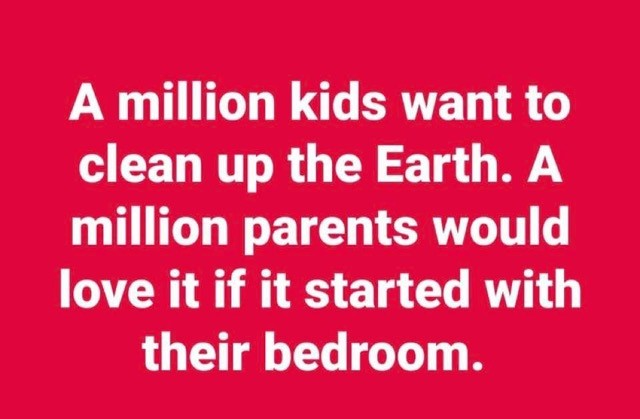 A million kids want to
clean up the Earth. A
million parents would
love it if it started with
their bedroom.